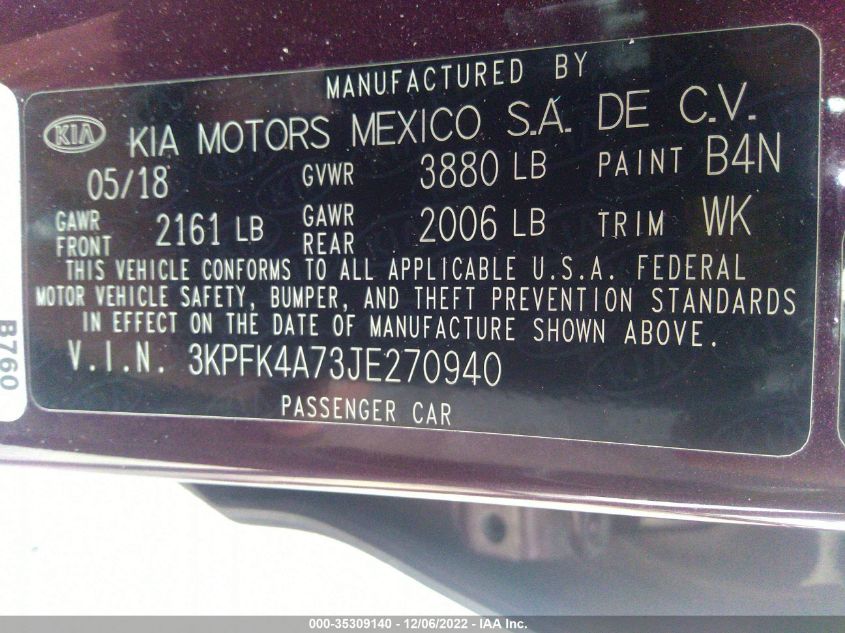 MANUFACTURED BY
KIA KIA MOTORS MEXICO S.A. DE C.V.
05/18 GVWR 3880 LB PAINT B4N
GAWR FRONT 2161 LB GAWR REAR 2006 LB TRIM WK
THIS VEHICLE CONFORMS TO ALL APPLICABLE U.S.A. FEDERAL
MOTOR VEHICLE SAFETY, BUMPER, AND THEFT PREVENTION STANDARDS
IN EFFECT ON THE DATE OF MANUFACTURE SHOWN ABOVE.
V.I.N. 3KPFK4A73JE270940
PASSENGER CAR
B760
000-35309140 - 12/06/2022 - IAA Inc.